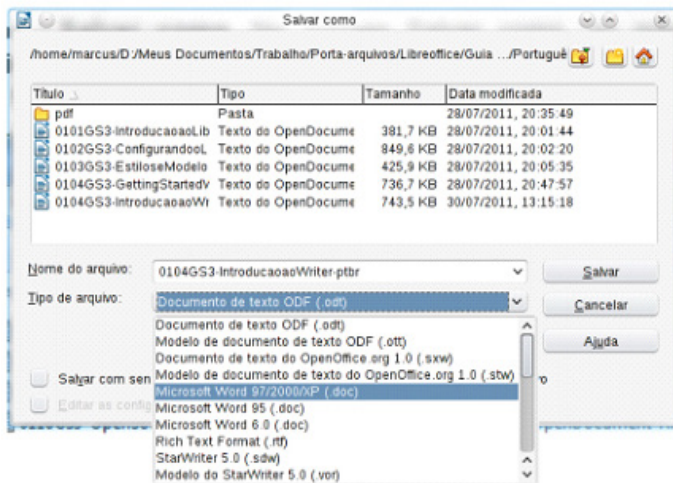 Salvar como
/home/marcus/D:/Meus Documentos/Trabalho/Porta-arquivos/Libreoffice/Guia .../Portuguê
Título Tipo Tamanho Data modificada
pdf Pasta 28/07/2011, 20:35:49
0101GS3-IntroducaoaoLib Texto do OpenDocume 381,7 KB 28/07/2011, 20:01:44
0102GS3-ConfigurandooL Texto do OpenDocume 849,6 KB 28/07/2011, 20:02:20
0103GS3-EstiloseModelo Texto do OpenDocume 425,9 KB 28/07/2011, 20:05:35
0104GS3-GettingStartedV Texto do OpenDocume 736,7 KB 28/07/2011, 20:47:57
0104GS3-IntroducaoaoWr Texto do OpenDocume 743,5 KB 30/07/2011, 13:15:18
Nome do arquivo: 0104GS3-IntroducaoaoWriter-ptbr Salvar
Tipo de arquivo: Documento de texto ODF (.odt) Cancelar
Documento de texto ODF (.odt)
Modelo de documento de texto ODF (.ott) Ajuda
Documento de texto do OpenOffice.org 1.0 (.sxw)
Salvar com sen Modelo de documento de texto do OpenOffice.org 1.0 (.stw) o
Microsoft Word 97/2000/XP (.doc)
Editar as config Microsoft Word 95 (.doc)
Microsoft Word 6.0 (.doc)
Rich Text Format (.rtf)
StarWriter 5.0 (.sdw)
Modelo do StarWriter 5.0 (.vor)